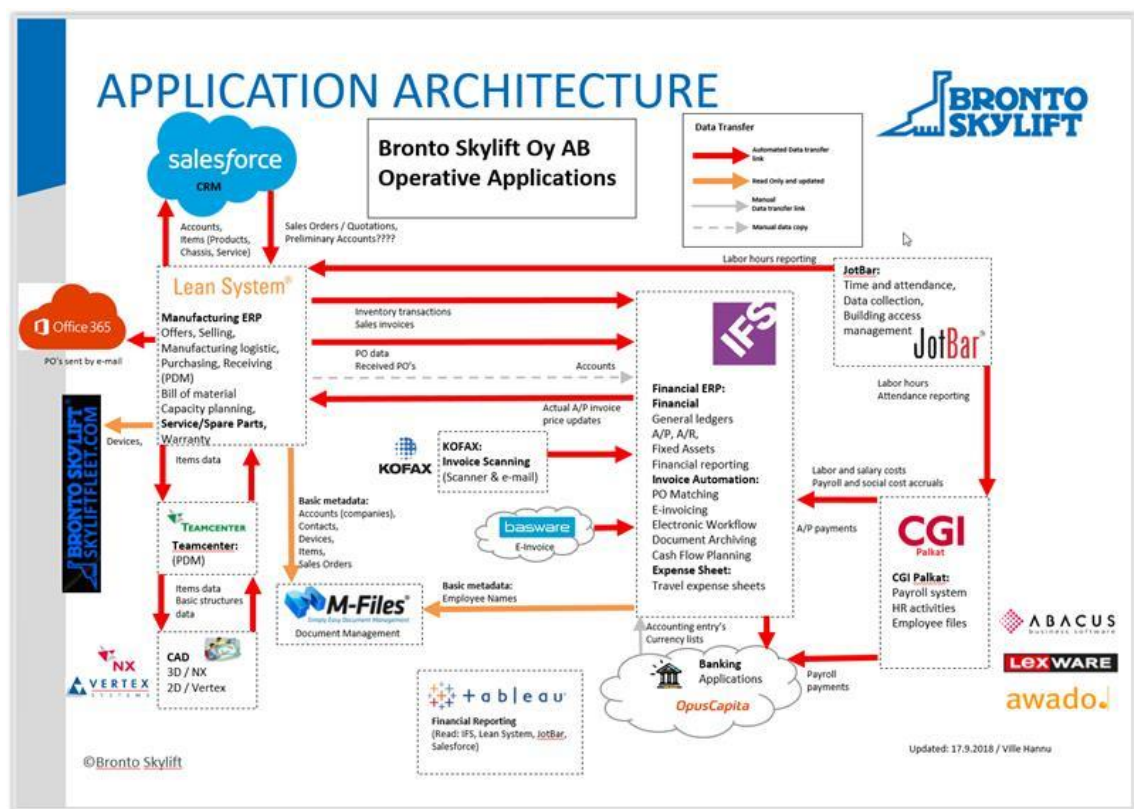 APPLICATION ARCHITECTURE
BRONTO
SKYLIFT
Bronto Skylift Oy AB
Operative Applications
Data Transfer
Automated Data transfer
link
Read Only and updated
Manual
Data transfer link
Manual data copy
salesforce
CRM
Accounts,
Items (Products,
Chassis, Service)
Sales Orders / Quotations,
Preliminary Accounts????
Labor hours reporting
Lean System®
Manufacturing ERP
Offers, Selling,
Manufacturing logistic,
Purchasing, Receiving
(PDM)
Bill of material
Capacity planning,
Service/Spare Parts,
Warranty
Office 365
PO's sent by e-mail
BRONTO SKYLIFT
SKYLIFTFLEET.COM
Devices,
Inventory transactions
Sales invoices
PO data
Received PO's
Accounts
Actual A/P invoice
price updates
IFS
Financial ERP:
Financial
General ledgers
A/P, A/R,
Fixed Assets
Financial reporting
Invoice Automation:
PO Matching
E-invoicing
Electronic Workflow
Document Archiving
Cash Flow Planning
Expense Sheet:
Travel expense sheets
JotBar:
Time and attendance,
Data collection,
Building access
management
JotBar®
Labor hours
Attendance reporting
KOFAX
KOFAX:
Invoice Scanning
(Scanner & e-mail)
basware
E-Invoice
Labor and salary costs
Payroll and social cost accruals
A/P payments
CGI
Palkat
CGI Palkat:
Payroll system
HR activities
Employee files
Items data
TEAMCENTER
Teamcenter:
(PDM)
Items data
Basic structures
data
Basic metadata:
Accounts (companies),
Contacts,
Devices,
Items,
Sales Orders
M-Files®
Simply Easy Document Management
Document Management
Basic metadata:
Employee Names
Accounting entry's
Currency lists
Banking
Applications
OpusCapita
Payroll
payments
ABACUS
business software
LEXWARE
awado
NX
VERTEX
SYSTEMS
CAD
3D / NX
2D / Vertex
+ableau
Financial Reporting
(Read: IFS, Lean System, JotBar,
Salesforce)
Updated: 17.9.2018 / Ville Hannu
©Bronto Skylift